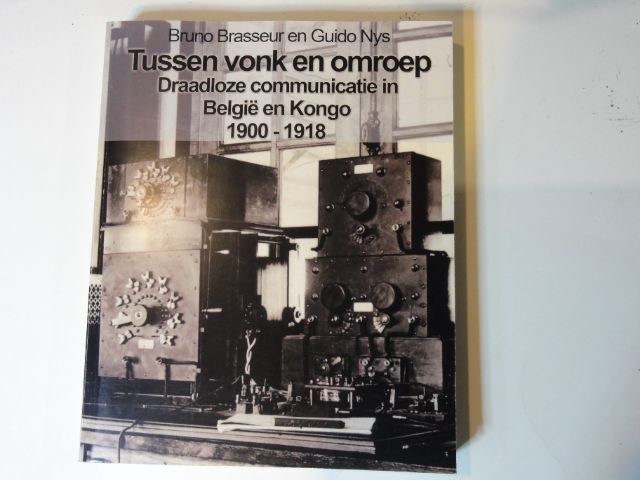 Bruno Brasseur en Guido Nys
Tussen vonk en omroep
Draadloze communicatie in
België en Kongo
1900 - 1918